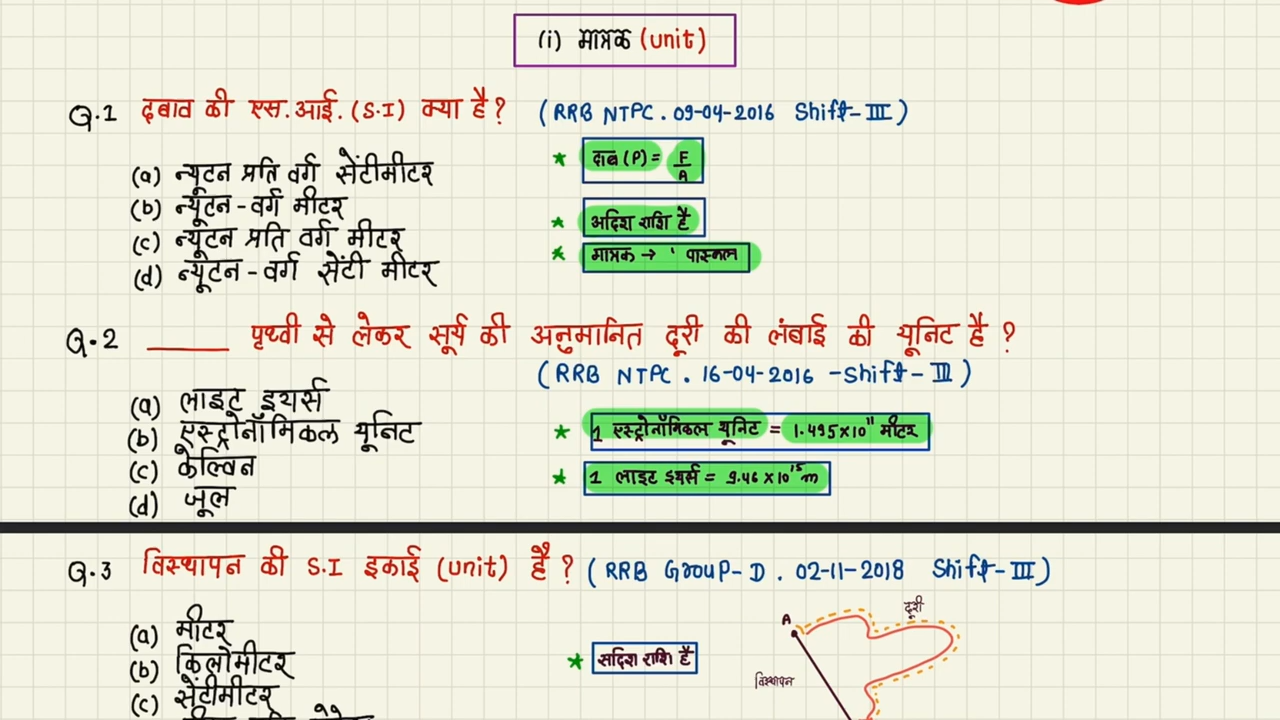 (i) मात्रक (unit)
Q.1 दबाव की एस.आई.(S.I) क्या है? (RRB NTPC. 09-04-2016 Shift-III)
(a) न्यूटन प्रति वर्ग सेंटीमीटर
(b) न्यूटन-वर्ग मीटर
(c) न्यूटन प्रति वर्ग मीटर
(d) न्यूटन-वर्ग सेंटी मीटर
* दाब (P) = F/A
* अदिश राशि है
* मात्रक → ' पास्कल
Q.2 _____ पृथ्वी से लेकर सूर्य की अनुमानित दूरी की लंबाई की यूनिट है ?
(RRB NTPC. 16-04-2016 -Shift-III)
(a) लाइट इयर्स
(b) एस्ट्रोनॉमिकल यूनिट
(c) केल्विन
(d) जूल
* 1 एस्ट्रोनॉमिकल यूनिट = 1.495×10¹¹ मीटर
* 1 लाइट इयर्स = 9.46×10¹⁵m
Q.3 विस्थापन की S.I इकाई (unit) है ? (RRB GrouP-D. 02-11-2018 Shift-III)
(a) मीटर
(b) किलोमीटर
(c) सेंटीमीटर
* सदिश राशि है
दूरी
A
विस्थापन